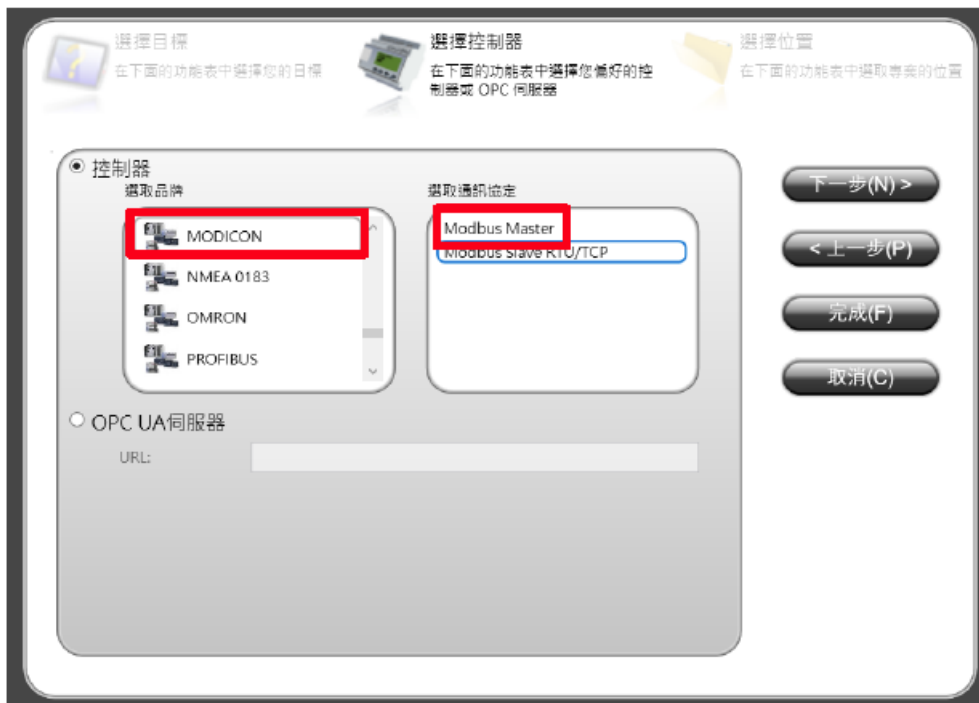 選擇目標
在下面的功能表中選擇您的目標
選擇控制器
在下面的功能表中選擇您偏好的控
制器或 OPC 伺服器
選擇位置
在下面的功能表中選取專案的位置
控制器
選取品牌
選取通訊協定
MODICON
NMEA 0183
OMRON
PROFIBUS
Modbus Master
Modbus Slave RTU/TCP
下一步(N) >
< 上一步(P)
完成(F)
取消(C)
OPC UA伺服器
URL: